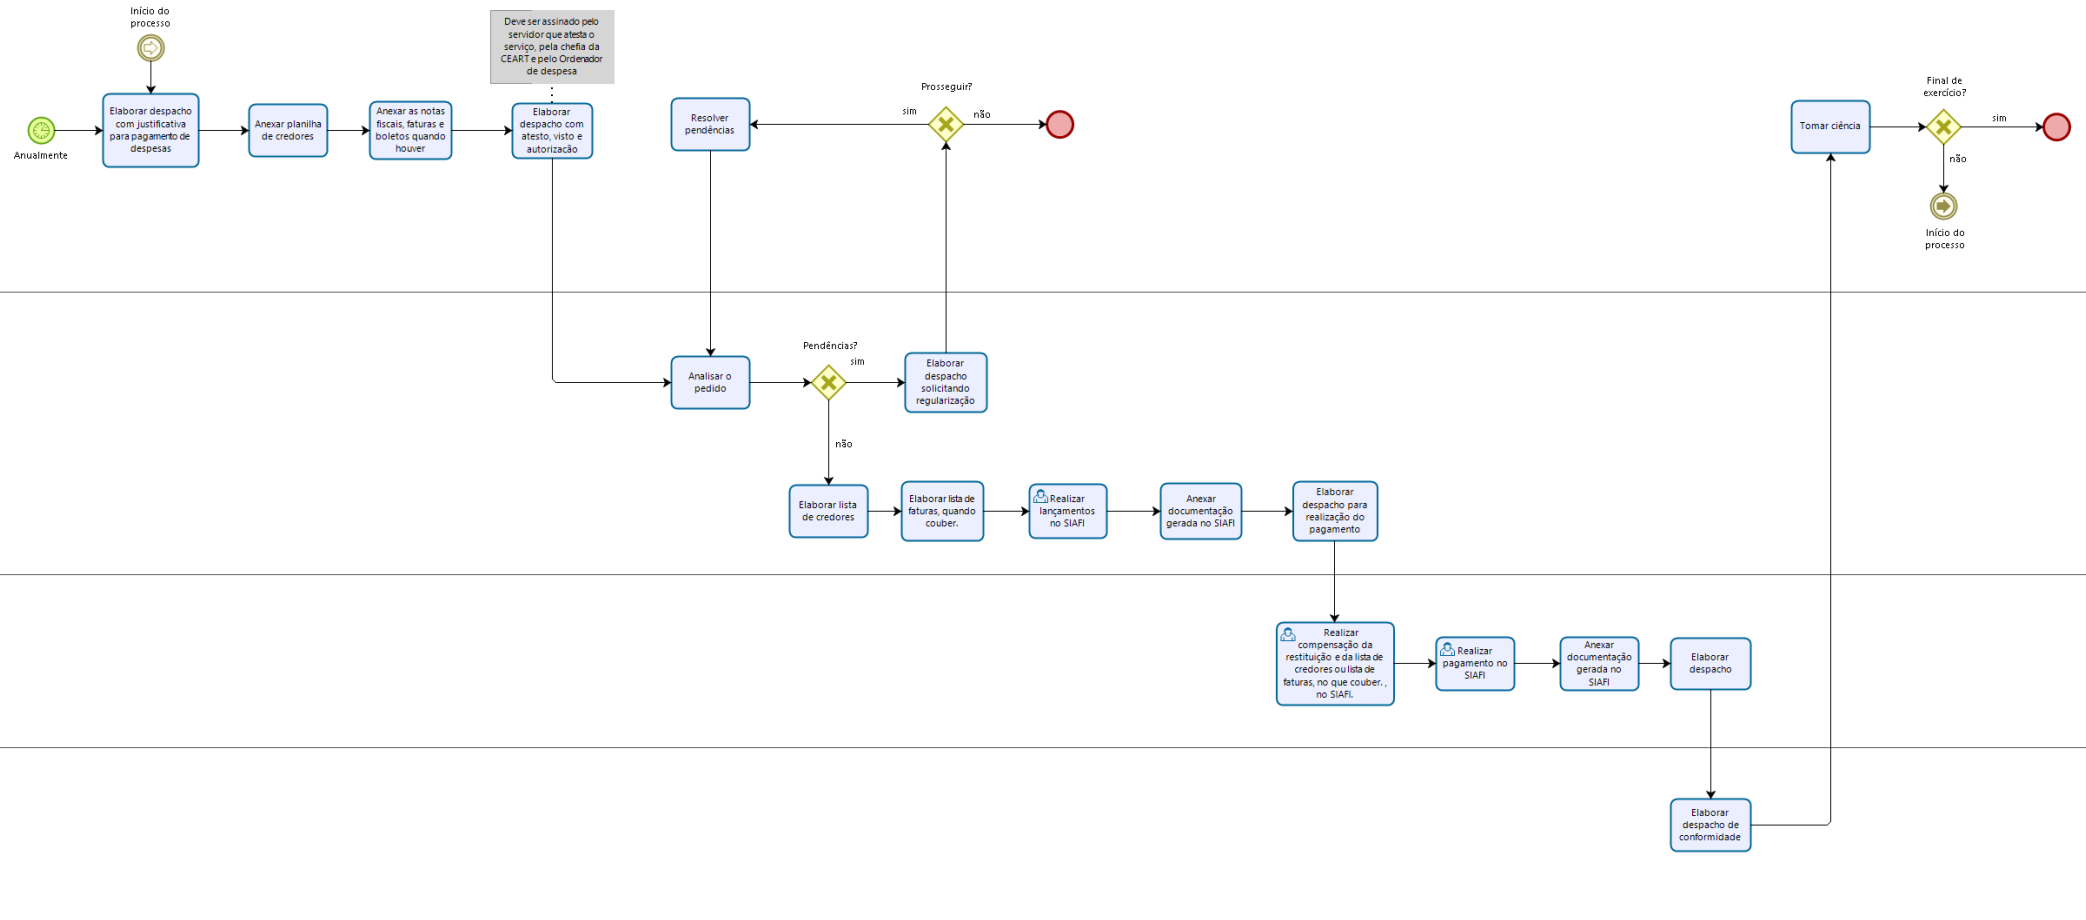 Início do
processo
Anualmente
Elaborar despacho
com justificativa
para pagamento de
despesas
Anexar planilha
de credores
Anexar as notas
fiscais, faturas e
boletos quando
houver
Deve ser assinado pelo
servidor que atesta o
serviço, pela chefia da
CEART e pelo Ordenador
de despesa
Elaborar
despacho com
atesto, visto e
autorização
Resolver
pendências
Prosseguir?
sim
não
Tomar ciência
Final de
exercício?
sim
não
Início do
processo
Analisar o
pedido
Pendências?
sim
não
Elaborar
despacho
solicitando
regularização
Elaborar lista
de credores
Elaborar lista de
faturas, quando
couber.
Realizar
lançamentos
no SIAFI
Anexar
documentação
gerada no SIAFI
Elaborar
despacho para
realização do
pagamento
Realizar
compensação da
restituição e da lista de
credores ou lista de
faturas, no que couber. ,
no SIAFI.
Realizar
pagamento no
SIAFI
Anexar
documentação
gerada no
SIAFI
Elaborar
despacho
Elaborar
despacho de
conformidade